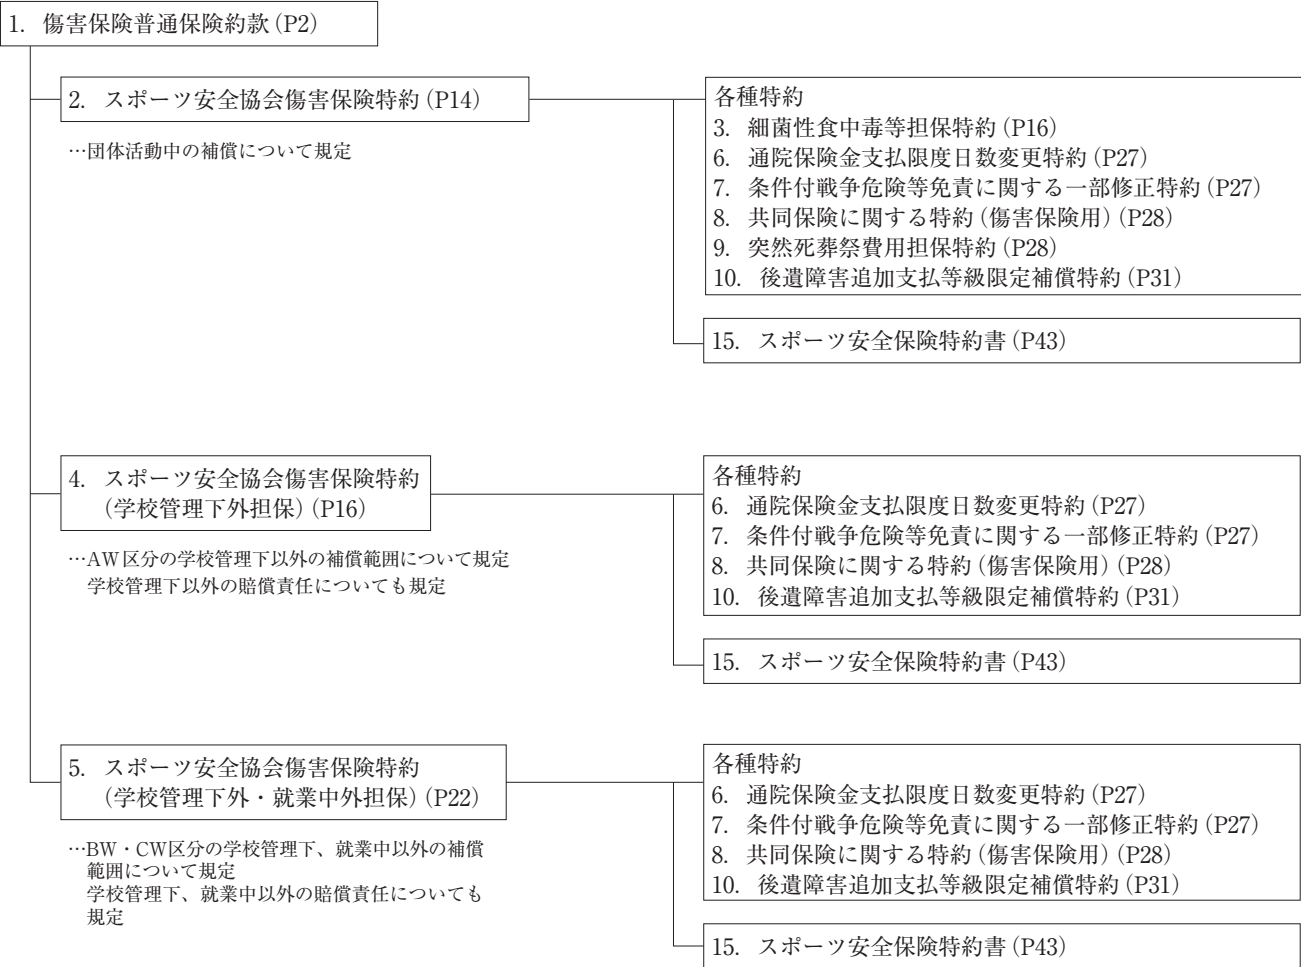 1. 傷害保険普通保険約款(P2)
2. スポーツ安全協会傷害保険特約(P14)
…団体活動中の補償について規定
各種特約
3. 細菌性食中毒等担保特約(P16)
6. 通院保険金支払限度日数変更特約(P27)
7. 条件付戦争危険等免責に関する一部修正特約(P27)
8. 共同保険に関する特約(傷害保険用)(P28)
9. 突然死葬祭費用担保特約(P28)
10. 後遺障害追加支払等級限定補償特約(P31)
15. スポーツ安全保険特約書(P43)
4. スポーツ安全協会傷害保険特約
(学校管理下外担保)(P16)
…AW区分の学校管理下以外の補償範囲について規定
学校管理下以外の賠償責任についても規定
各種特約
6. 通院保険金支払限度日数変更特約(P27)
7. 条件付戦争危険等免責に関する一部修正特約(P27)
8. 共同保険に関する特約(傷害保険用)(P28)
10. 後遺障害追加支払等級限定補償特約(P31)
15. スポーツ安全保険特約書(P43)
5. スポーツ安全協会傷害保険特約
(学校管理下外・就業中外担保)(P22)
…BW・CW区分の学校管理下、就業中以外の補償
範囲について規定
学校管理下、就業中以外の賠償責任についても
規定
各種特約
6. 通院保険金支払限度日数変更特約(P27)
7. 条件付戦争危険等免責に関する一部修正特約(P27)
8. 共同保険に関する特約(傷害保険用)(P28)
10. 後遺障害追加支払等級限定補償特約(P31)
15. スポーツ安全保険特約書(P43)